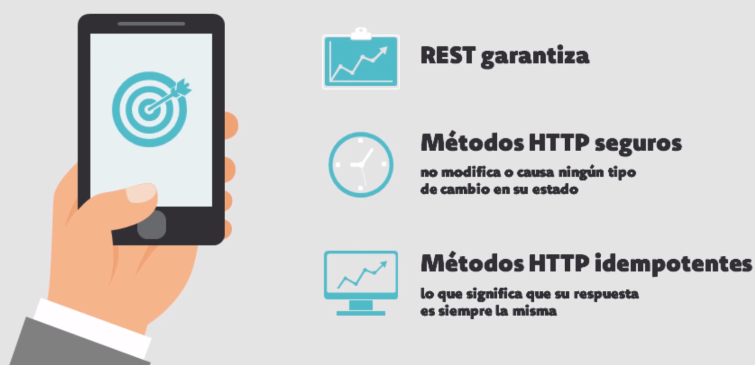 REST garantiza
Métodos HTTP seguros
no modifica o causa ningún tipo
de cambio en su estado
Métodos HTTP idempotentes
lo que significa que su respuesta
es siempre la misma